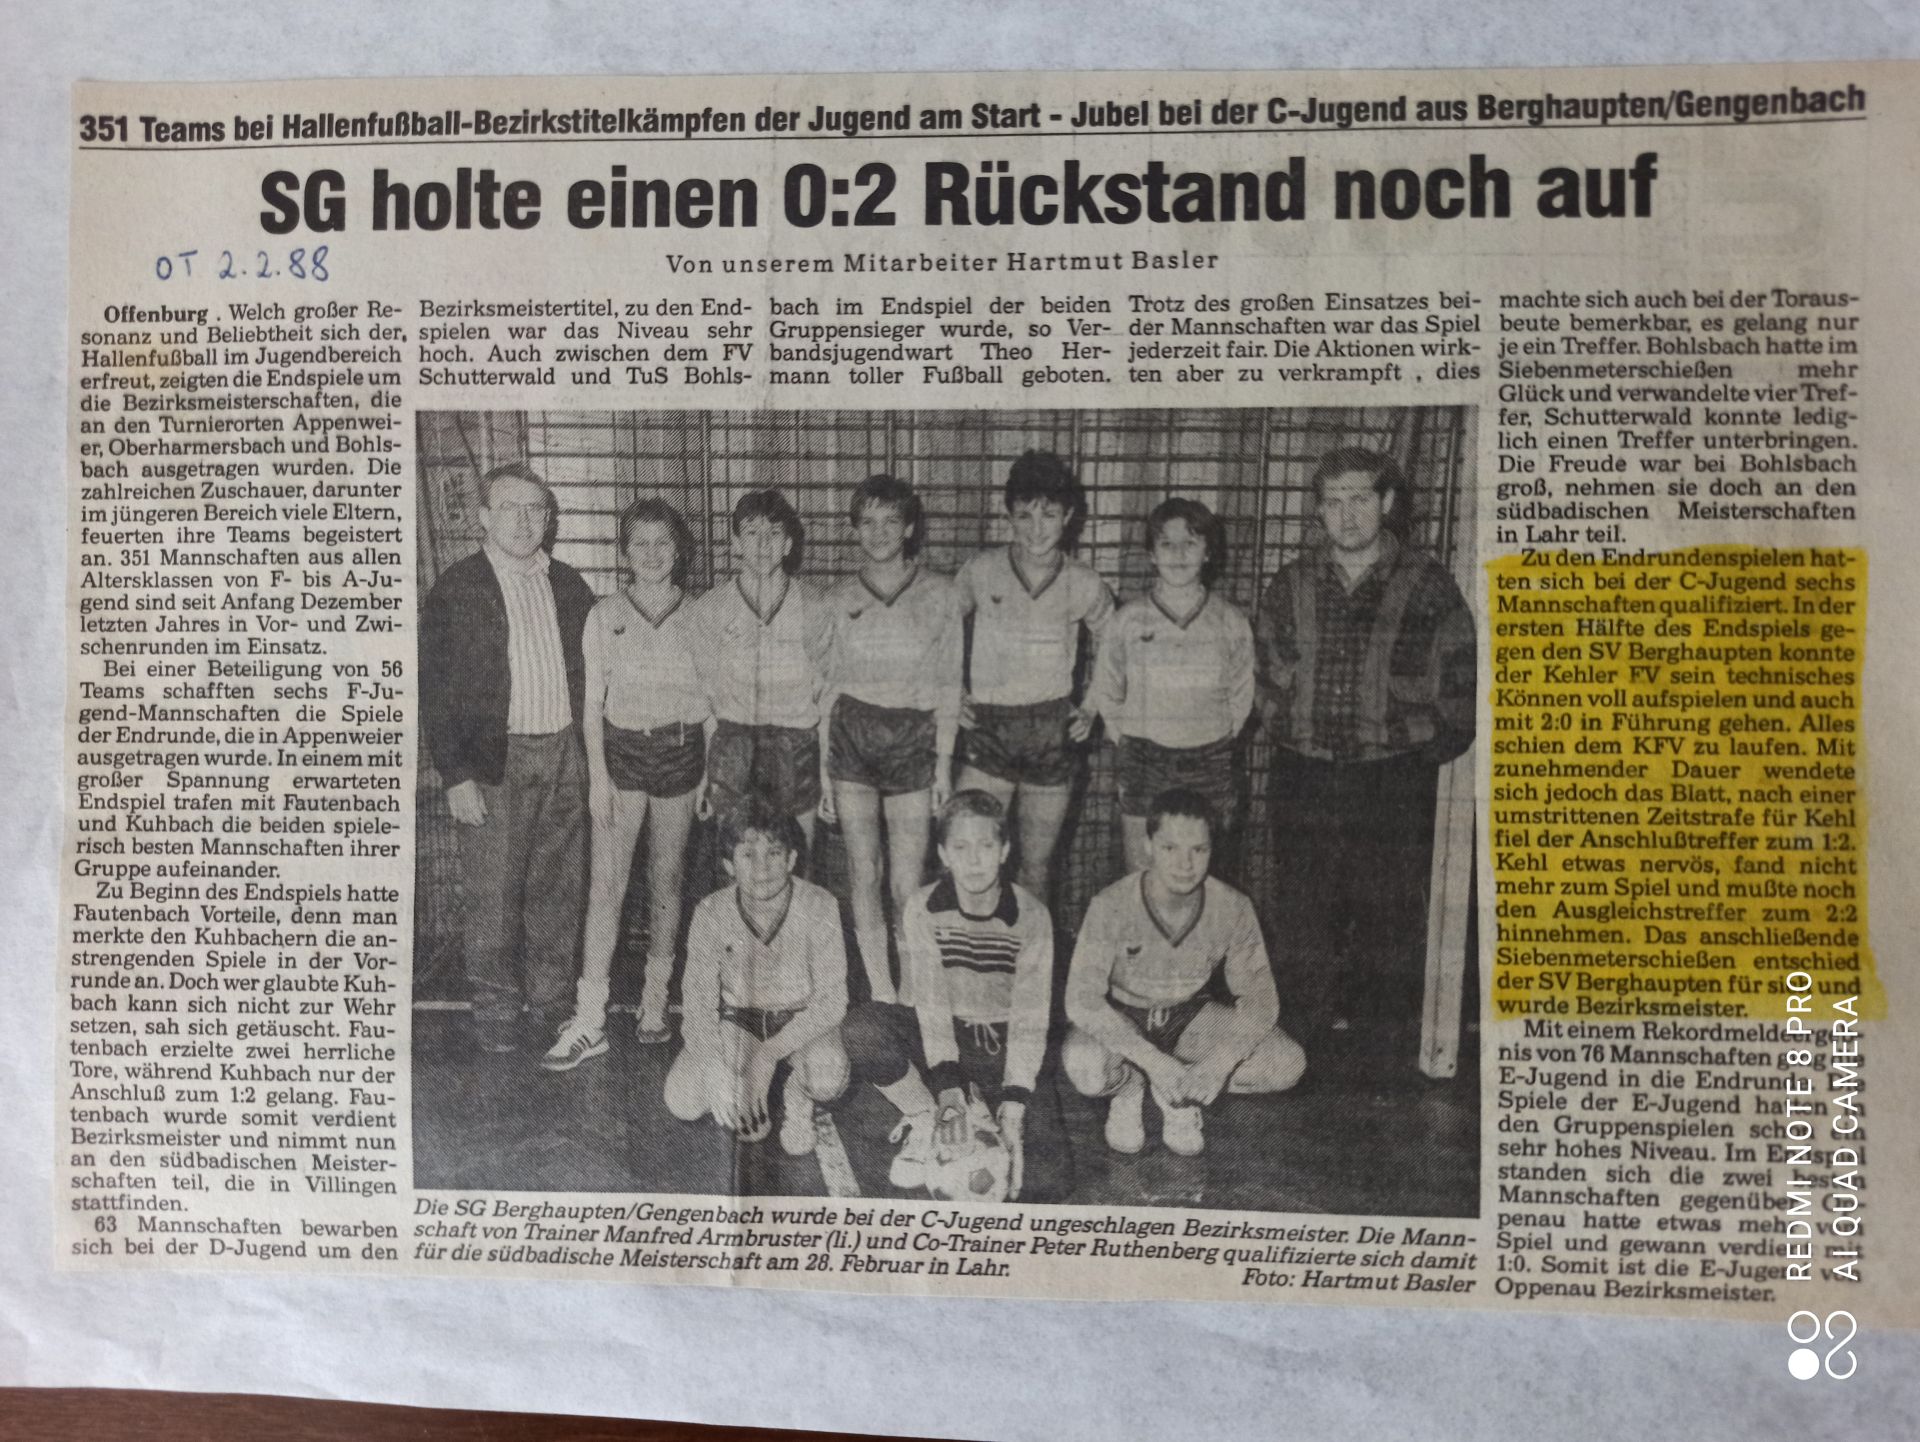 351 Teams bei Hallenfußball-Bezirkstitelkämpfen der Jugend am Start - Jubel bei der C-Jugend aus Berghaupten/Gengenbach
SG holte einen 0:2 Rückstand noch auf
OT 2.2.88
Von unserem Mitarbeiter Hartmut Basler
Offenburg . Welch großer Re-
sonanz und Beliebtheit sich der
Hallenfußball im Jugendbereich
erfreut, zeigten die Endspiele um
die Bezirksmeisterschaften, die
an den Turnierorten Appenwei-
er, Oberharmersbach und Bohls-
bach ausgetragen wurden. Die
zahlreichen Zuschauer, darunter
im jüngeren Bereich viele Eltern,
feuerten ihre Teams begeistert
an. 351 Mannschaften aus allen
Altersklassen von F- bis A-Ju-
gend sind seit Anfang Dezember
letzten Jahres in Vor- und Zwi-
schenrunden im Einsatz.
Bei einer Beteiligung von 56
Teams schafften sechs F-Ju-
gend-Mannschaften die Spiele
der Endrunde, die in Appenweier
ausgetragen wurde. In einem mit
großer Spannung erwarteten
Endspiel trafen mit Fautenbach
und Kuhbach die beiden spiele-
risch besten Mannschaften ihrer
Gruppe aufeinander.
Zu Beginn des Endspiels hatte
Fautenbach Vorteile, denn man
merkte den Kuhbachern die an-
strengenden Spiele in der Vor-
runde an. Doch wer glaubte Kuh-
bach kann sich nicht zur Wehr
setzen, sah sich getäuscht. Fau-
tenbach erzielte zwei herrliche
Tore, während Kuhbach nur der
Anschluß zum 1:2 gelang. Fau-
tenbach wurde somit verdient
Bezirksmeister und nimmt nun
an den südbadischen Meister-
schaften teil, die in Villingen
stattfinden.
63 Mannschaften bewarben
sich bei der D-Jugend um den
Bezirksmeistertitel, zu den End-
spielen war das Niveau sehr
hoch. Auch zwischen dem FV
Schutterwald und TuS Bohls-
bach im Endspiel der beiden
Gruppensieger wurde, so Ver-
bandsjugendwart Theo Her-
mann toller Fußball geboten.
Trotz des großen Einsatzes bei-
der Mannschaften war das Spiel
jederzeit fair. Die Aktionen wirk-
ten aber zu verkrampft , dies
machte sich auch bei der Toraus-
beute bemerkbar, es gelang nur
je ein Treffer. Bohlsbach hatte im
Siebenmeterschießen mehr
Glück und verwandelte vier Tref-
fer, Schutterwald konnte ledig-
lich einen Treffer unterbringen.
Die Freude war bei Bohlsbach
groß, nehmen sie doch an den
südbadischen Meisterschaften
in Lahr teil.
Zu den Endrundenspielen hat-
ten sich bei der C-Jugend sechs
Mannschaften qualifiziert. In der
ersten Hälfte des Endspiels ge-
gen den SV Berghaupten konnte
der Kehler FV sein technisches
Können voll aufspielen und auch
mit 2:0 in Führung gehen. Alles
schien dem KFV zu laufen. Mit
zunehmender Dauer wendete
sich jedoch das Blatt, nach einer
umstrittenen Zeitstrafe für Kehl
fiel der Anschlußtreffer zum 1:2.
Kehl etwas nervös, fand nicht
mehr zum Spiel und mußte noch
den Ausgleichstreffer zum 2:2
hinnehmen. Das anschließende
Siebenmeterschießen entschied
der SV Berghaupten für sich und
wurde Bezirksmeister.
Mit einem Rekordmeldeerge-
nis von 76 Mannschaften ging
E-Jugend in die Endrunde.
Spiele der E-Jugend hatten
den Gruppenspielen schon ein
sehr hohes Niveau. Im Endspiel
standen sich die zwei besten
Mannschaften gegenüber. Op-
penau hatte etwas mehr vom
Spiel und gewann verdient mit
1:0. Somit ist die E-Jugend von
Oppenau Bezirksmeister.
Die SG Berghaupten/Gengenbach wurde bei der C-Jugend ungeschlagen Bezirksmeister. Die Mann-
schaft von Trainer Manfred Armbruster (li.) und Co-Trainer Peter Ruthenberg qualifizierte sich damit
für die südbadische Meisterschaft am 28. Februar in Lahr.
Foto: Hartmut Basler
REDMI NOTE 8 PRO
AI QUAD CAMERA